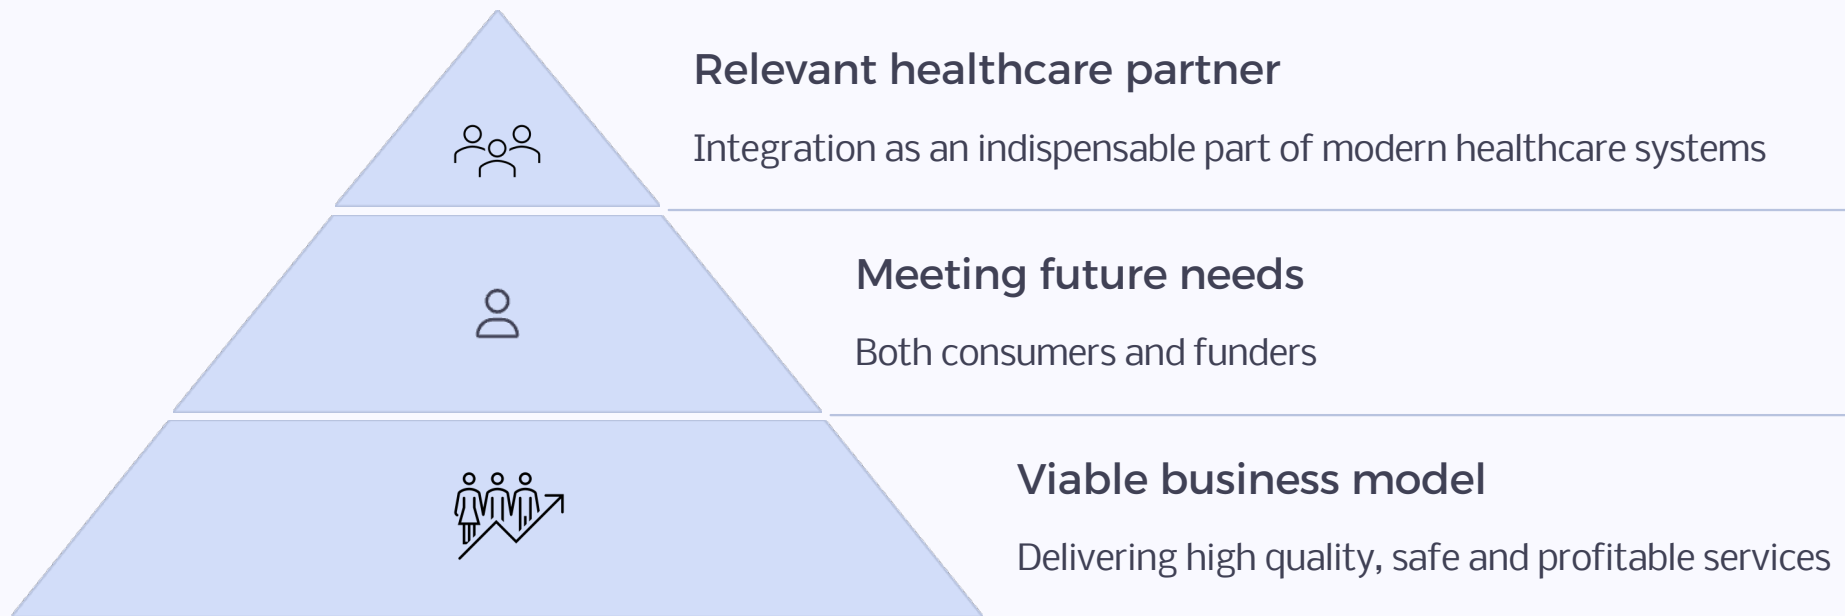 Relevant healthcare partner
Integration as an indispensable part of modern healthcare systems
Meeting future needs
Both consumers and funders
Viable business model
Delivering high quality, safe and profitable services